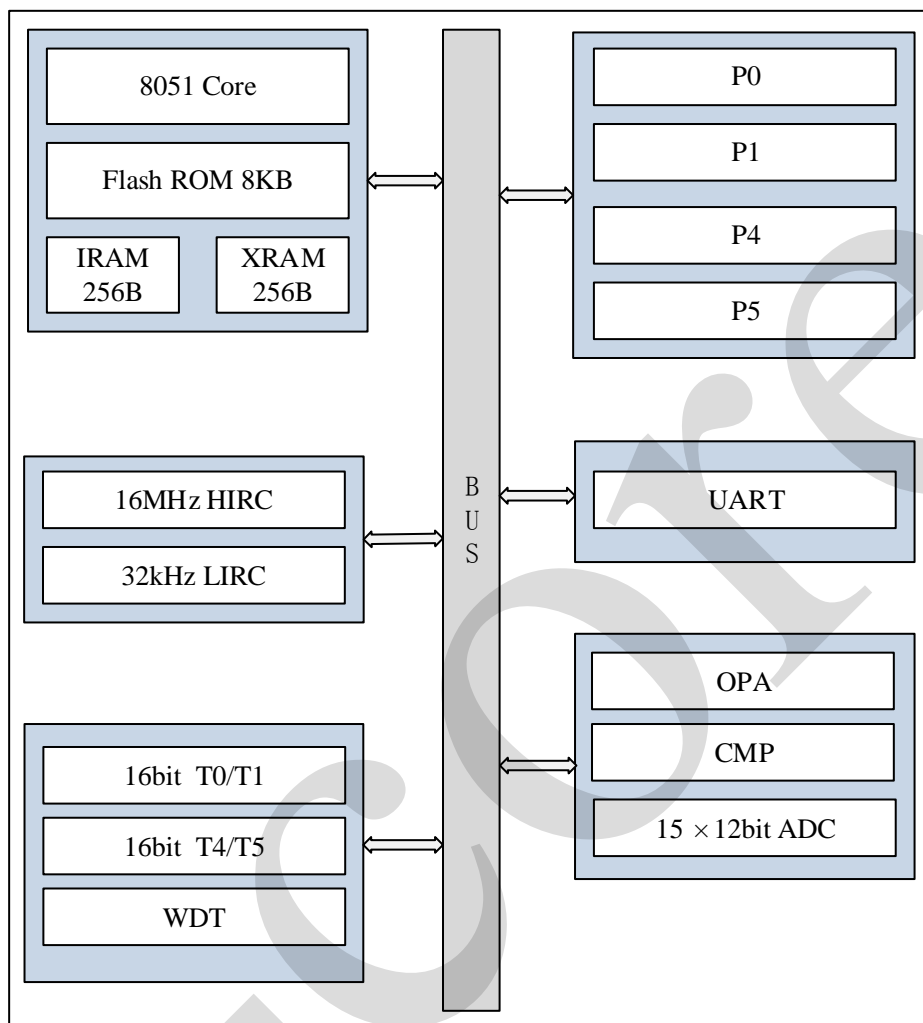 8051 Core
Flash ROM 8KB
IRAM
256B
XRAM
256B
16MHz HIRC
32kHz LIRC
16bit T0/T1
16bit T4/T5
WDT
B
U
S
P0
P1
P4
P5
UART
OPA
CMP
15 × 12bit ADC
core